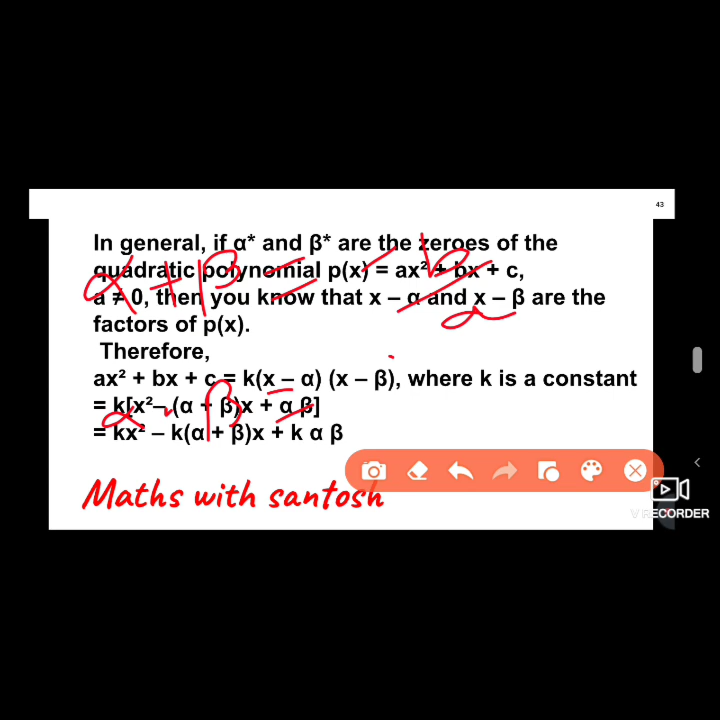 43
In general, if α* and β* are the zeroes of the
quadratic polynomial p(x) = ax² + bx + c,
a ≠ 0, then you know that x – α and x – β are the
factors of p(x).
Therefore,
ax² + bx + c = k(x – α) (x – β), where k is a constant
= k[x² – (α + β)x + α β]
= kx² – k(α + β)x + k α β
α + β = – b/a
α · β =
Maths with santosh
V RECORDER